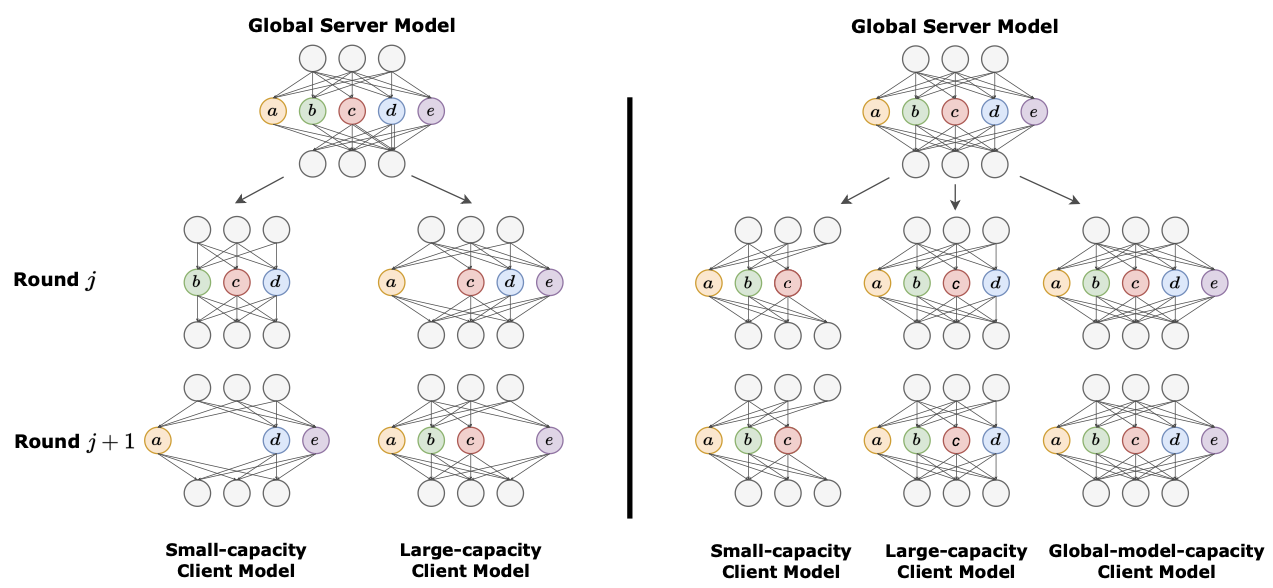 Global Server Model
Global Server Model
a b c d e
a b c d e
Round j
b c d
a c d e
a b c
a b c d
a b c d e
Round j + 1
a d e
a b c e
a b c
a b c d
a b c d e
Small-capacity
Client Model
Large-capacity
Client Model
Small-capacity
Client Model
Large-capacity
Client Model
Global-model-capacity
Client Model